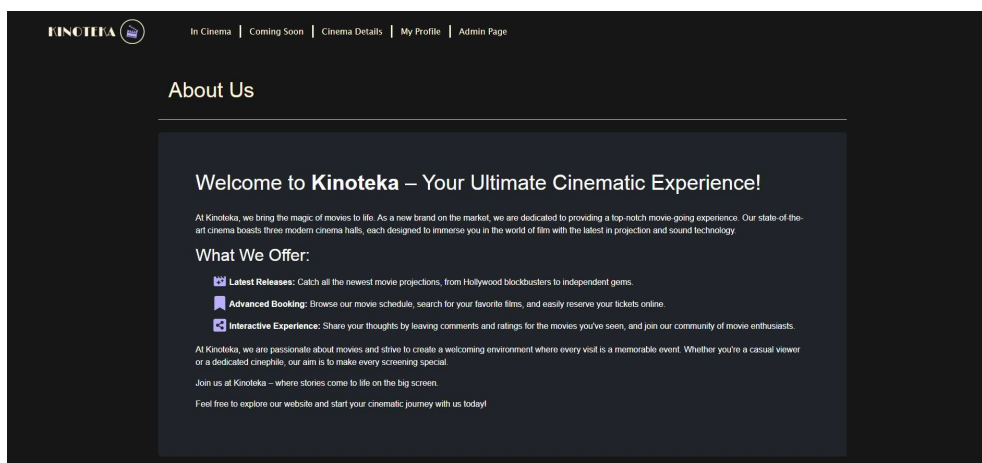 KINOTEKA
In Cinema | Coming Soon | Cinema Details | My Profile | Admin Page
About Us
Welcome to Kinoteka – Your Ultimate Cinematic Experience!
At Kinoteka, we bring the magic of movies to life. As a new brand on the market, we are dedicated to providing a top-notch movie-going experience. Our state-of-the-
art cinema boasts three modern cinema halls, each designed to immerse you in the world of film with the latest in projection and sound technology.
What We Offer:
Latest Releases: Catch all the newest movie projections, from Hollywood blockbusters to independent gems.
Advanced Booking: Browse our movie schedule, search for your favorite films, and easily reserve your tickets online.
Interactive Experience: Share your thoughts by leaving comments and ratings for the movies you've seen, and join our community of movie enthusiasts.
At Kinoteka, we are passionate about movies and strive to create a welcoming environment where every visit is a memorable event. Whether you're a casual viewer
or a dedicated cinephile, our aim is to make every screening special.
Join us at Kinoteka – where stories come to life on the big screen.
Feel free to explore our website and start your cinematic journey with us today!